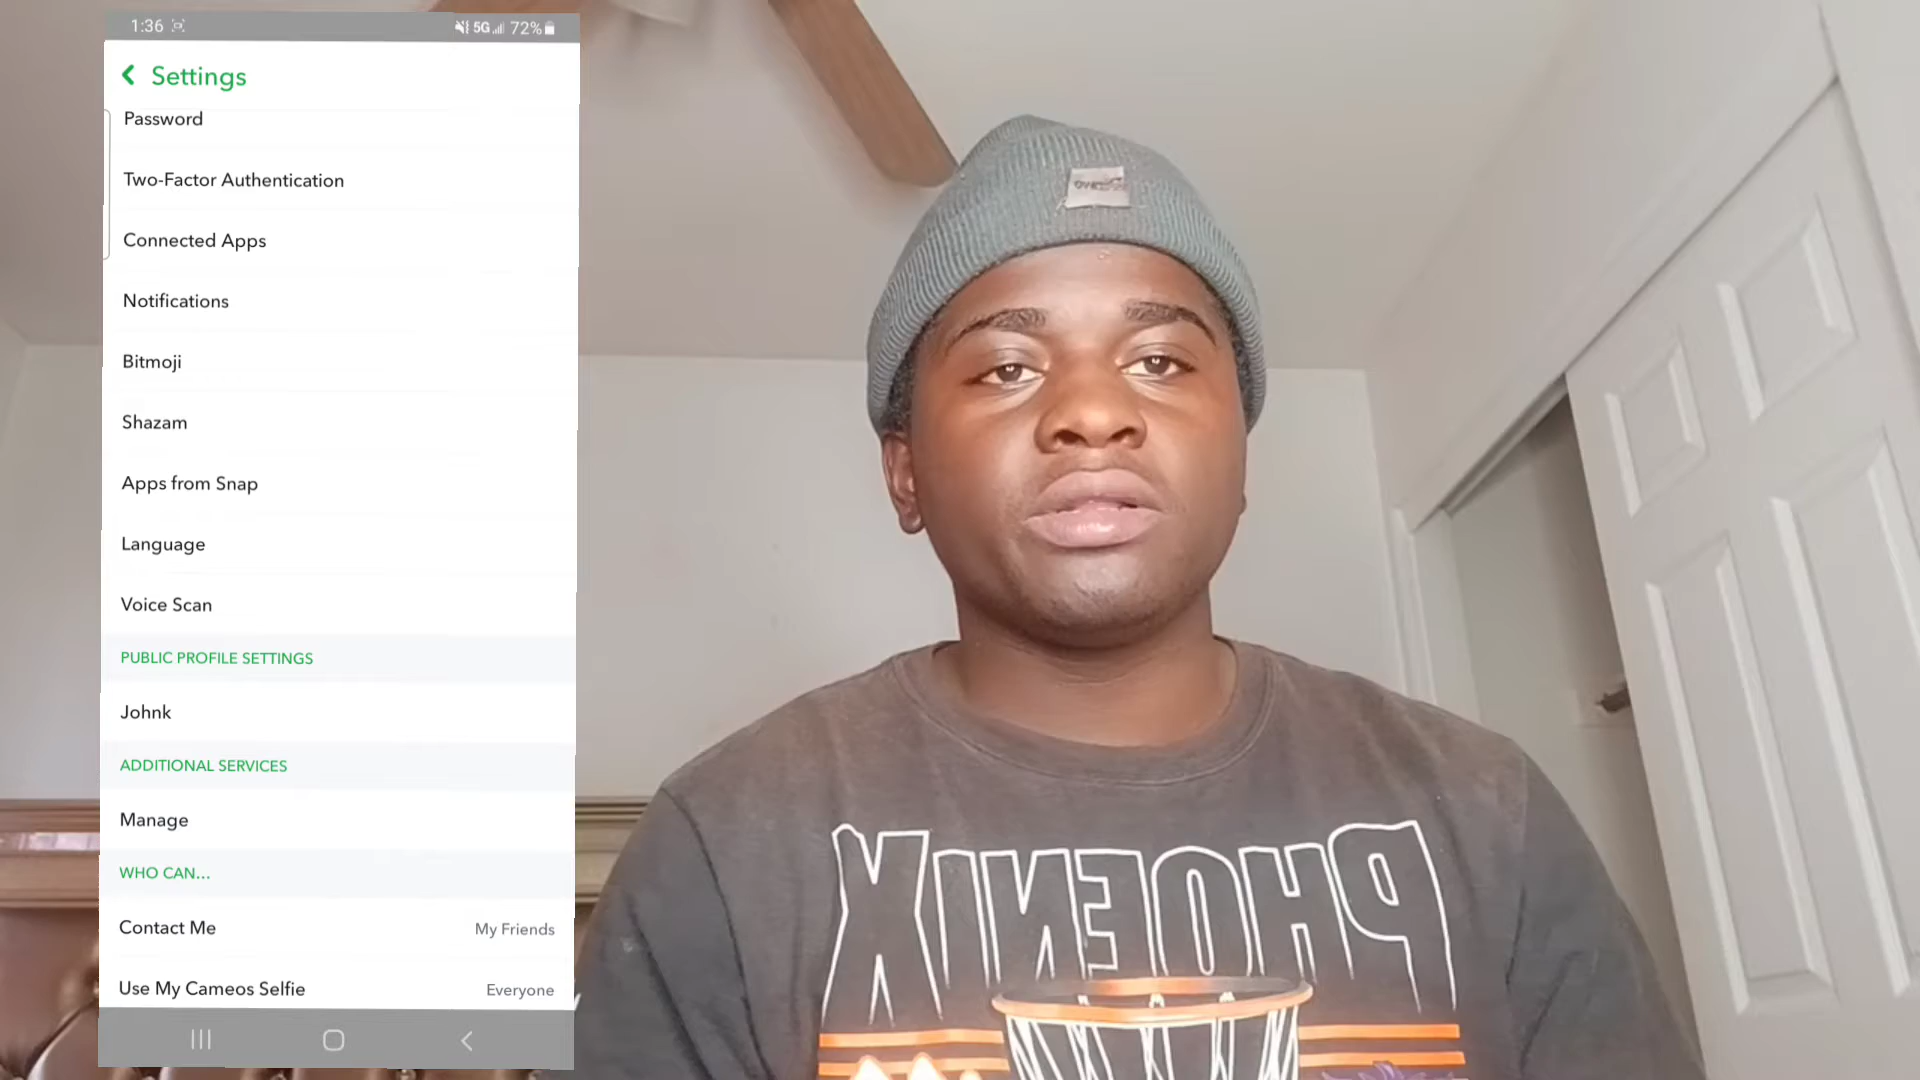 1:36
5G 72%
Settings
Password
Two-Factor Authentication
Connected Apps
Notifications
Bitmoji
Shazam
Apps from Snap
Language
Voice Scan
PUBLIC PROFILE SETTINGS
Johnk
ADDITIONAL SERVICES
Manage
WHO CAN...
Contact Me My Friends
Use My Cameos Selfie Everyone
PHOENIX